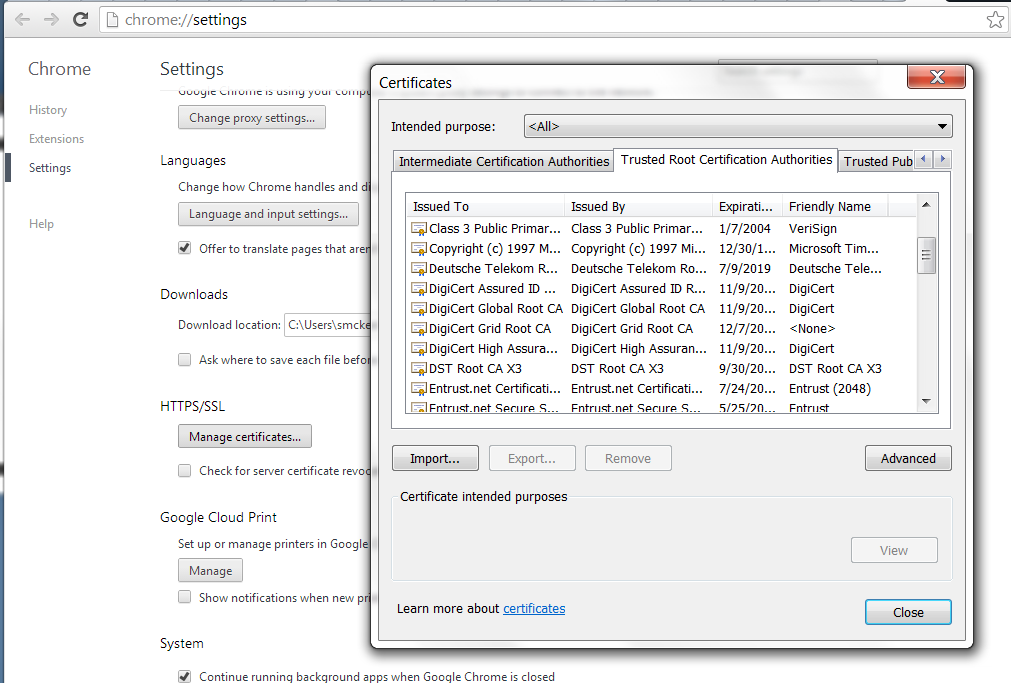 chrome://settings
Chrome
History
Extensions
Settings
Help
Settings
Google Chrome is using your compu
Change proxy settings...
Languages
Change how Chrome handles and di
Language and input settings...
Offer to translate pages that aren
Downloads
Download location: C:\Users\smcke
Ask where to save each file befor
HTTPS/SSL
Manage certificates...
Check for server certificate revoc
Google Cloud Print
Set up or manage printers in Google
Manage
Show notifications when new pri
System
Continue running background apps when Google Chrome is closed
Certificates
Intended purpose: <All>
Intermediate Certification Authorities Trusted Root Certification Authorities Trusted Pub
Issued To Issued By Expirati... Friendly Name
Class 3 Public Primar... Class 3 Public Primar... 1/7/2004 VeriSign
Copyright (c) 1997 M... Copyright (c) 1997 Mi... 12/30/1... Microsoft Tim...
Deutsche Telekom R... Deutsche Telekom Ro... 7/9/2019 Deutsche Tele...
DigiCert Assured ID ... DigiCert Assured ID R... 11/9/20... DigiCert
DigiCert Global Root CA DigiCert Global Root CA 11/9/20... DigiCert
DigiCert Grid Root CA DigiCert Grid Root CA 12/7/20... <None>
DigiCert High Assura... DigiCert High Assuran... 11/9/20... DigiCert
DST Root CA X3 DST Root CA X3 9/30/20... DST Root CA X3
Entrust.net Certificati... Entrust.net Certificati... 7/24/20... Entrust (2048)
Entrust.net Secure S... Entrust.net Secure S... 5/25/20... Entrust
Import... Export... Remove Advanced
Certificate intended purposes
View
Learn more about certificates
Close